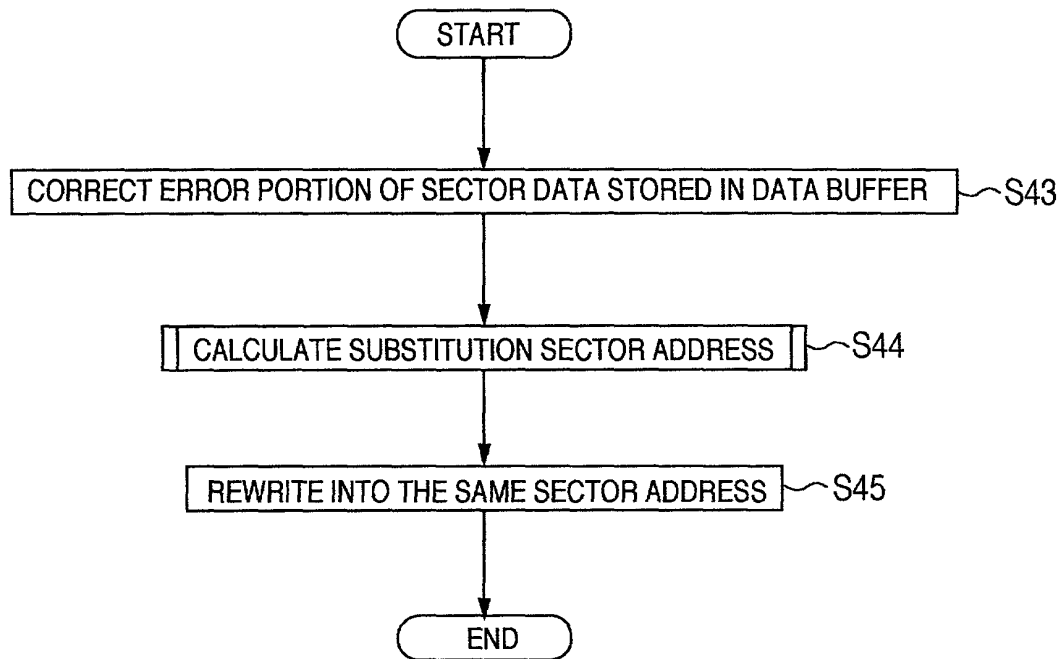 START
CORRECT ERROR PORTION OF SECTOR DATA STORED IN DATA BUFFER
S43
CALCULATE SUBSTITUTION SECTOR ADDRESS
S44
REWRITE INTO THE SAME SECTOR ADDRESS
S45
END